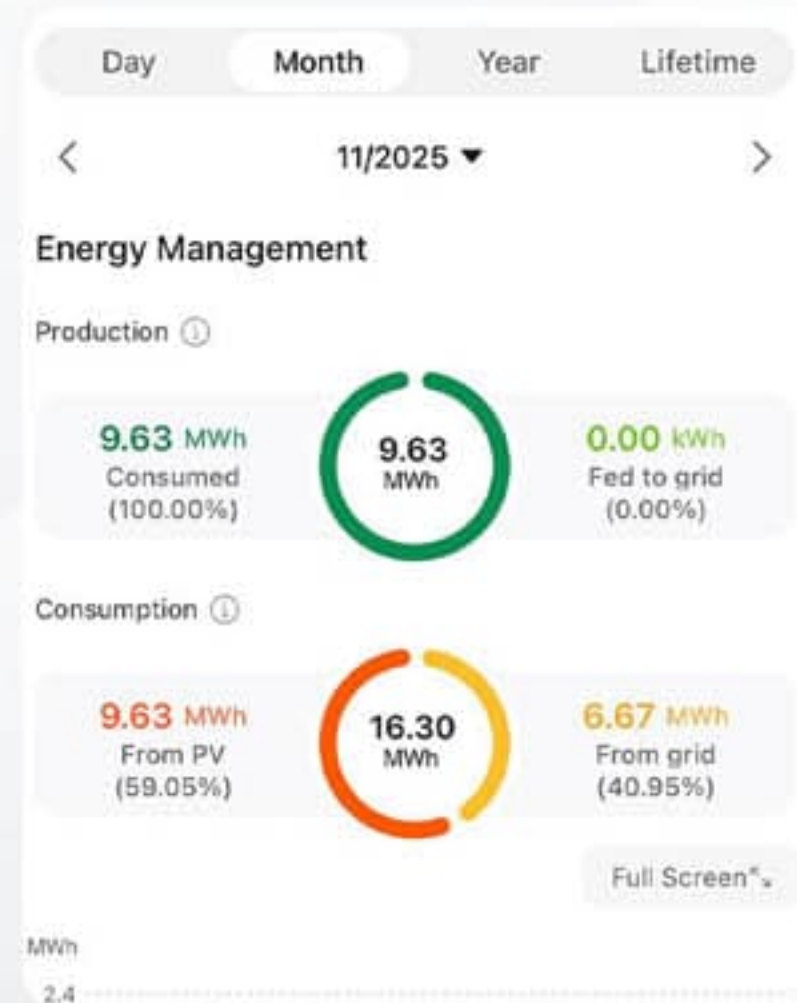 Day Month Year Lifetime
11/2025
Energy Management
Production
9.63 MWh
Consumed
(100.00%)
9.63
MWh
0.00 kWh
Fed to grid
(0.00%)
Consumption
9.63 MWh
From PV
(59.05%)
16.30
MWh
6.67 MWh
From grid
(40.95%)
Full Screen
MWh
2.4